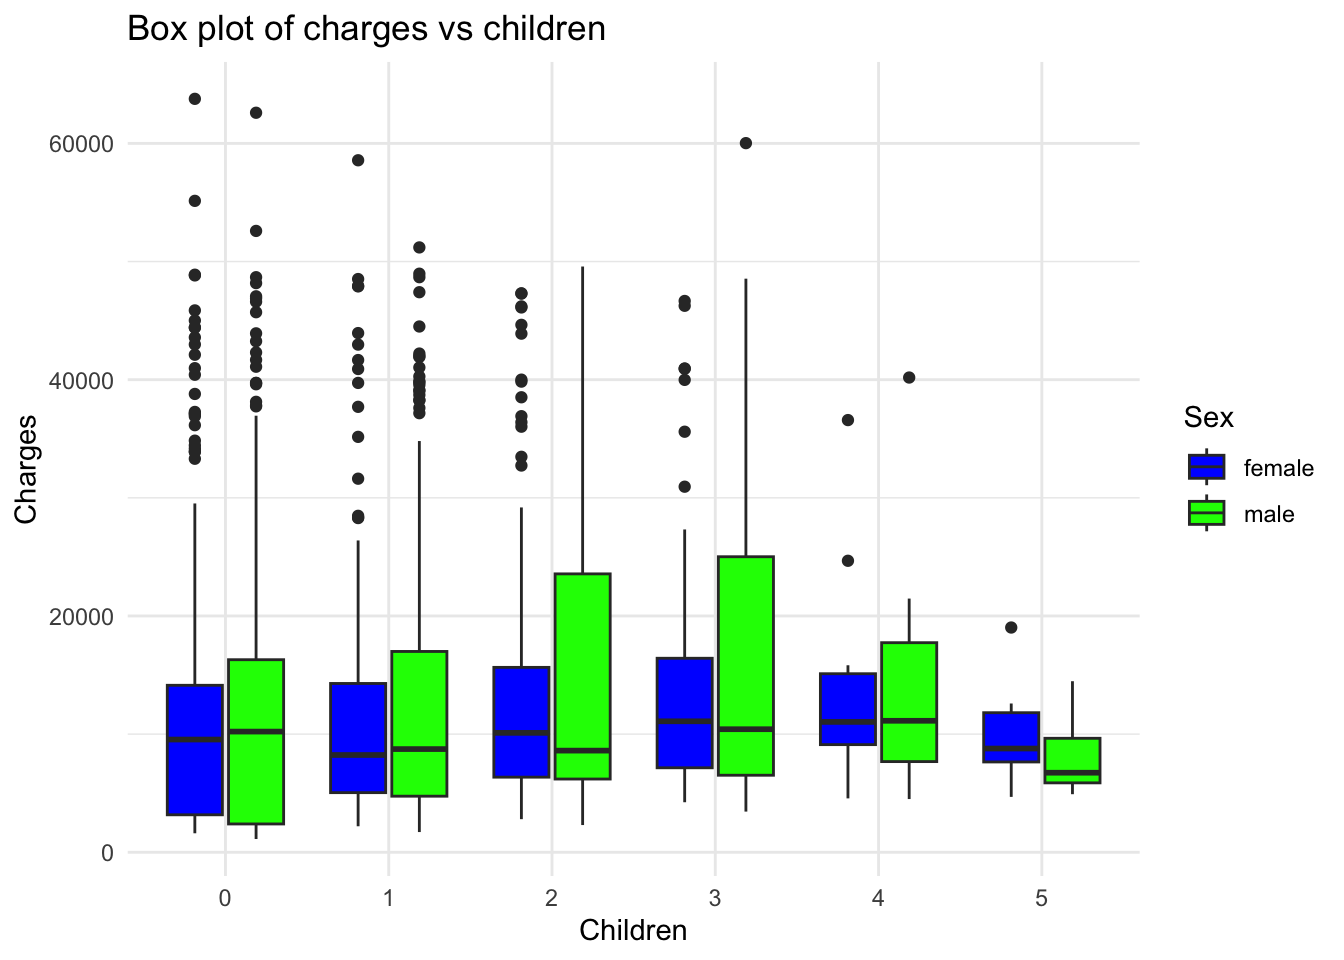 Box plot of charges vs children
60000
40000
20000
0
Charges
0 1 2 3 4 5
Children
Sex
female
male